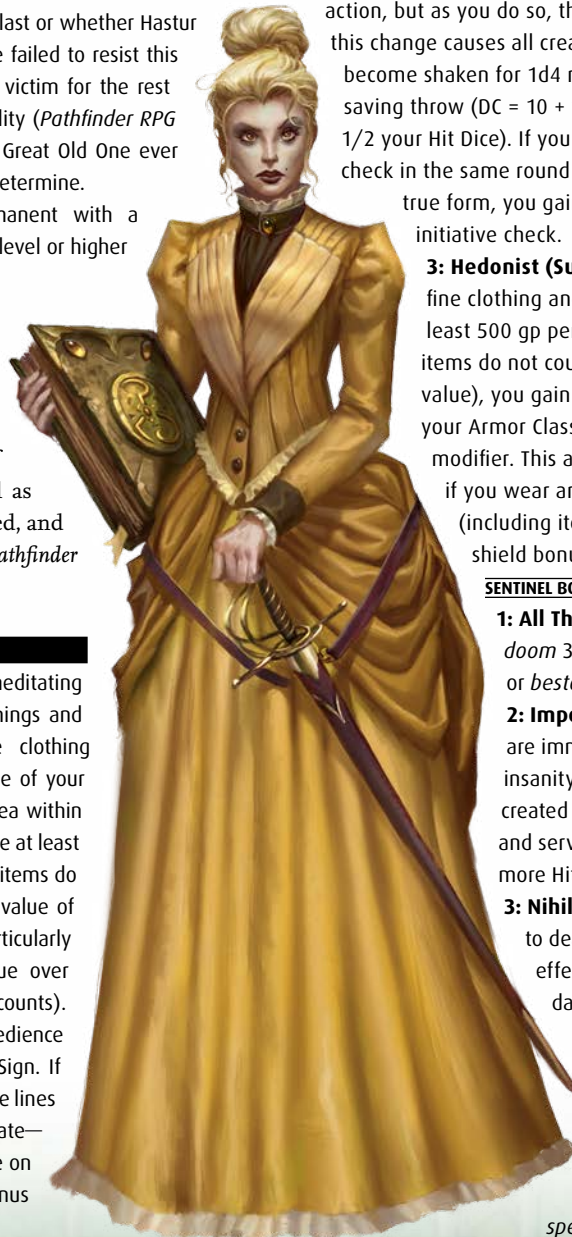 last or whether Hastur
failed to resist this
victim for the rest
lity (Pathfinder RPG
Great Old One ever
etermine.
manent with a
level or higher
l as
ed, and
athfinder
neditating
nings and
clothing
e of your
ea within
e at least
items do
value of
rticularly
ue over
counts).
edience
Sign. If
e lines
ate—
e on
nus
action, but as you do so, th
this change causes all crea
become shaken for 1d4 r
saving throw (DC = 10 +
1/2 your Hit Dice). If you
check in the same round
true form, you gai
initiative check.
3: Hedonist (Su
fine clothing an
least 500 gp pe
items do not cou
value), you gain
your Armor Clas
modifier. This a
if you wear ar
(including ite
shield bonu
SENTINEL BO
1: All Th
doom 3
or besto
2: Impe
are imm
insanity
created
and serv
more Hi
3: Nihil
to de
effe
da
spe